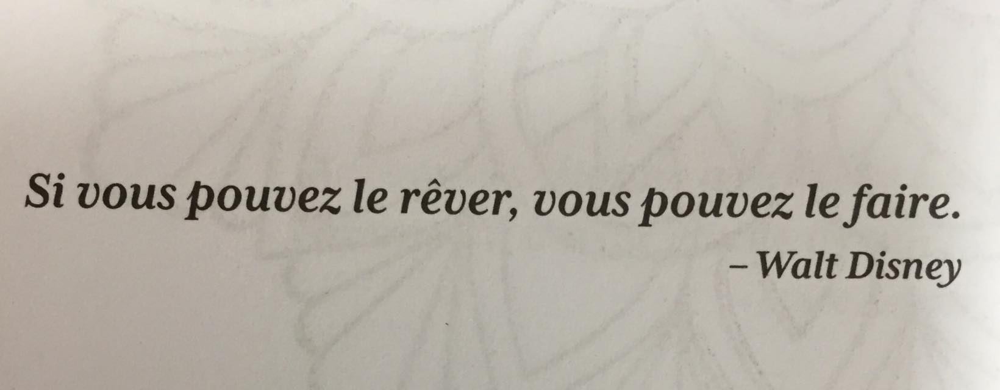 Si vous pouvez le rêver, vous pouvez le faire.
– Walt Disney